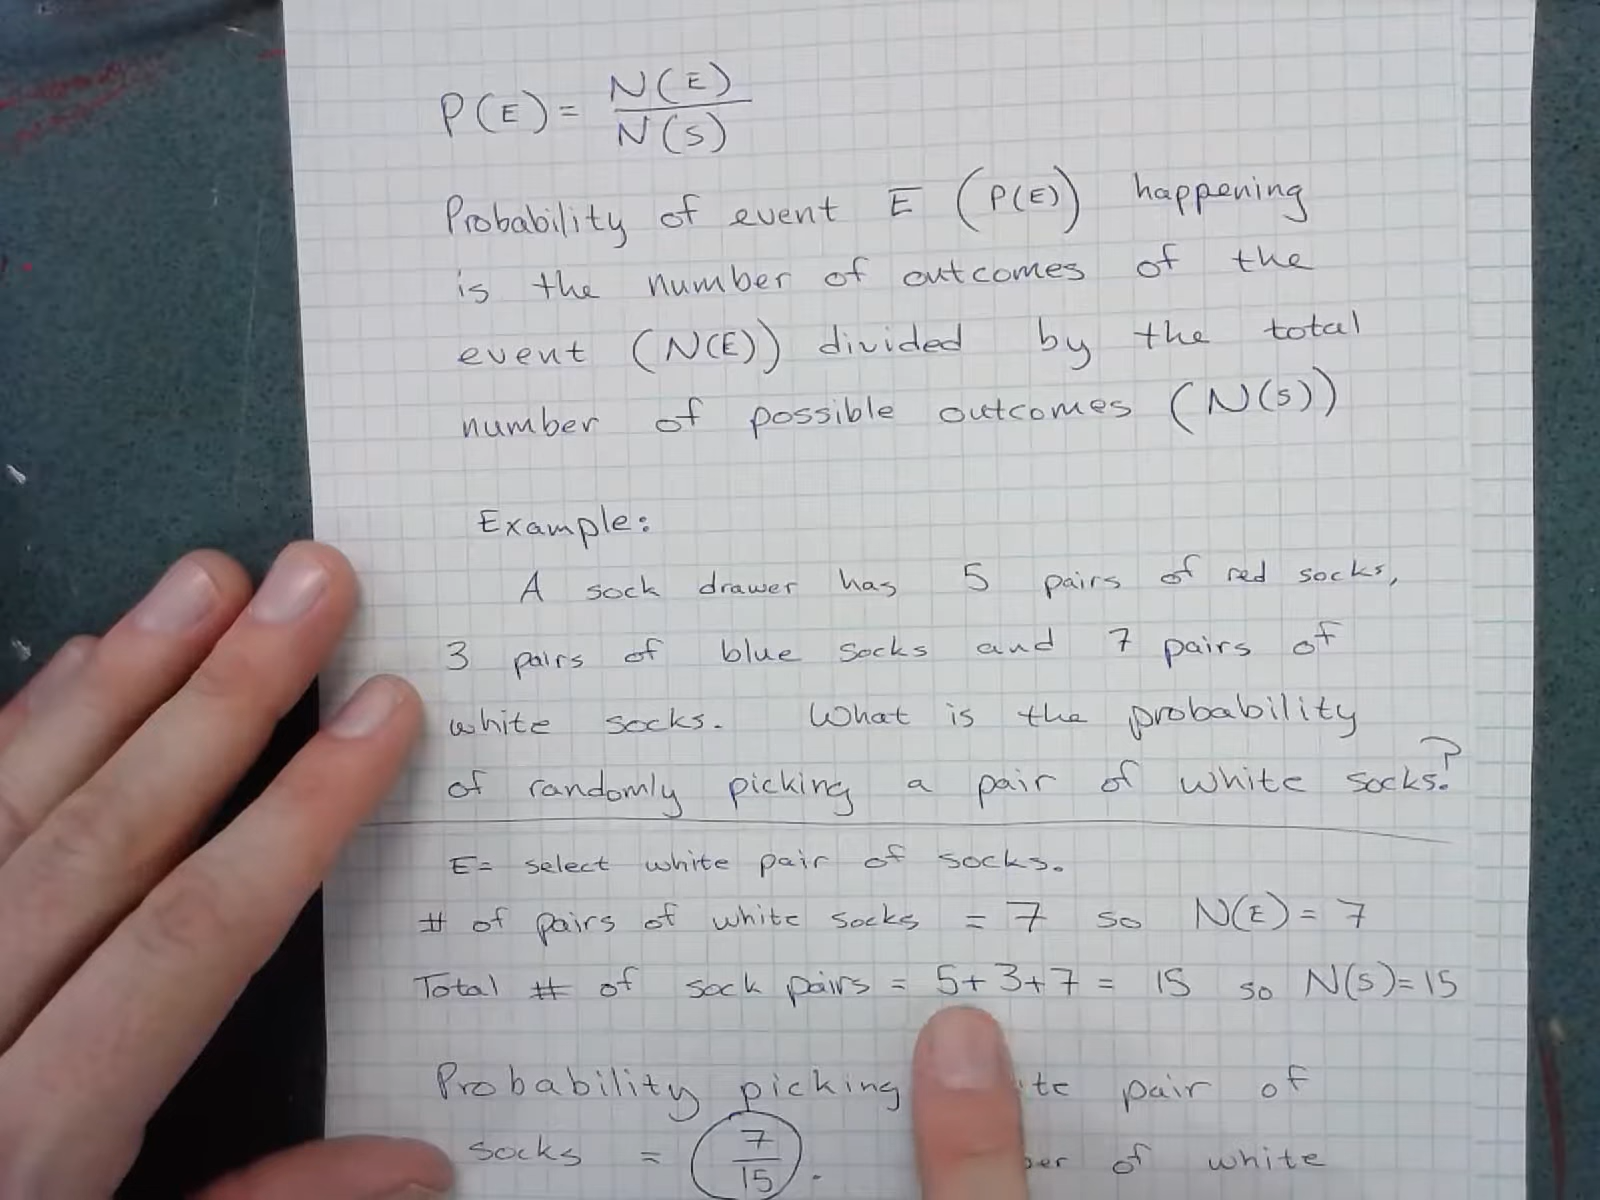 P(E) = N(E) / N(S)
Probability of event E (P(E)) happening
is the number of outcomes of the
event (N(E)) divided by the total
number of possible outcomes (N(S))
Example:
A sock drawer has 5 pairs of red socks,
3 pairs of blue socks and 7 pairs of
white socks. What is the probability
of randomly picking a pair of white socks?
E = select white pair of socks.
# of pairs of white socks = 7 so N(E) = 7
Total # of sock pairs = 5+3+7 = 15 so N(S) = 15
Probability picking pair of
socks = 7/15. of white